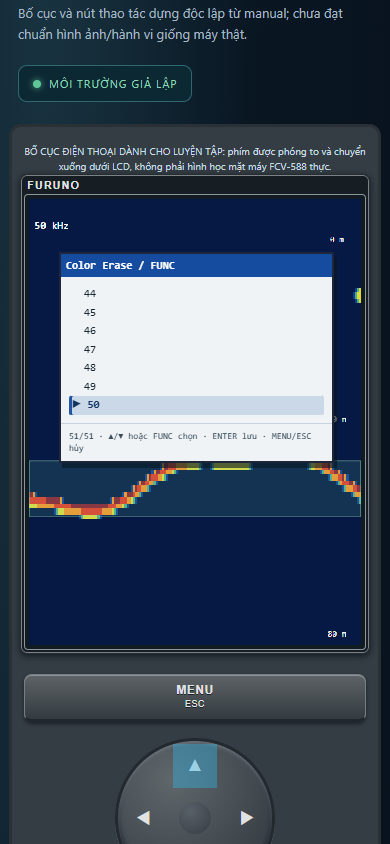 Bố cục và nút thao tác dựng độc lập từ manual; chưa đạt
chuẩn hình ảnh/hành vi giống máy thật.
MÔI TRƯỜNG GIẢ LẬP
BỐ CỤC ĐIỆN THOẠI DÀNH CHO LUYỆN TẬP: phím được phóng to và chuyển
xuống dưới LCD, không phải hình học mặt máy FCV-588 thực.
FURUNO
50 kHz
Color Erase / FUNC
44
45
46
47
48
49
▶ 50
51/51 · ▲/▼ hoặc FUNC chọn · ENTER lưu · MENU/ESC
hủy
80 m
MENU
ESC
▲
◀ ▶